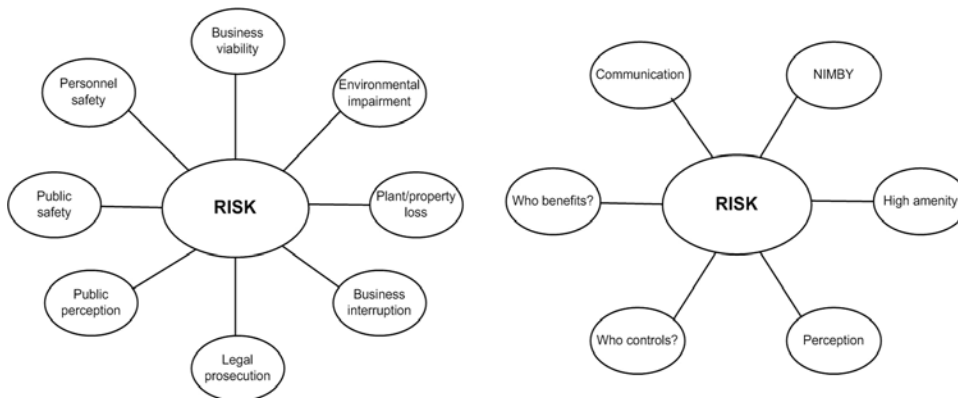 Business
viability
Personnel
safety
Environmental
impairment
Public
safety
RISK
Plant/property
loss
Public
perception
Business
interruption
Legal
prosecution
Communication
NIMBY
Who benefits?
RISK
High amenity
Who controls?
Perception